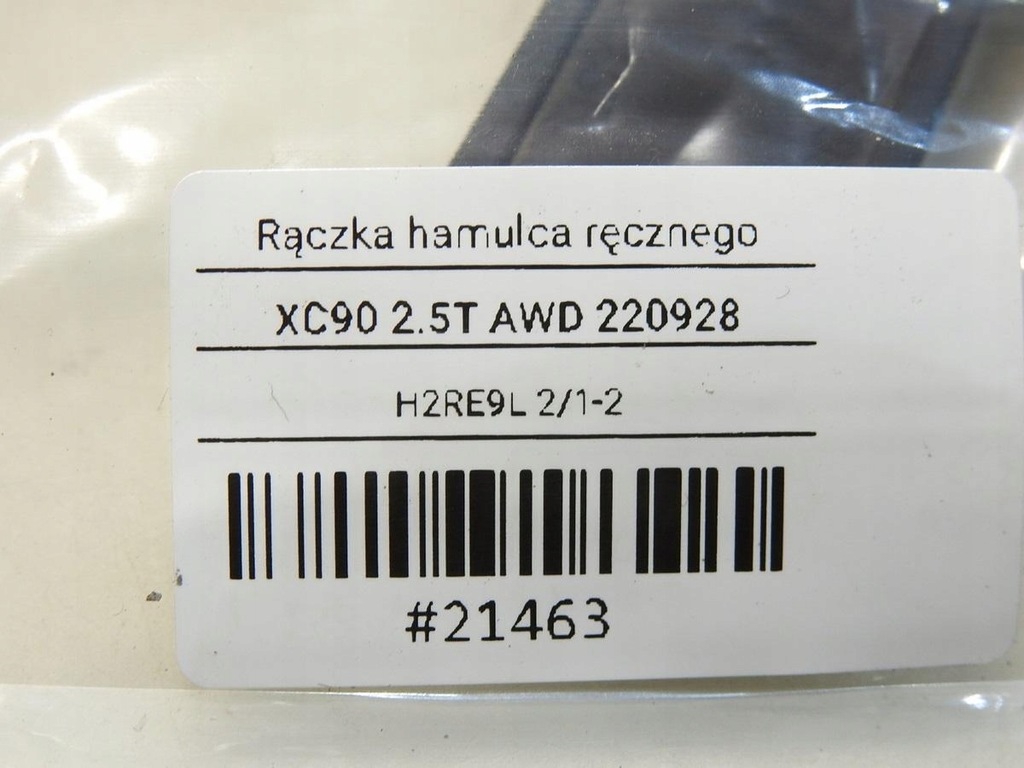 Rączka hamulca ręcznego
XC90 2.5T AWD 220928
H2RE9L 2/1-2
#21463